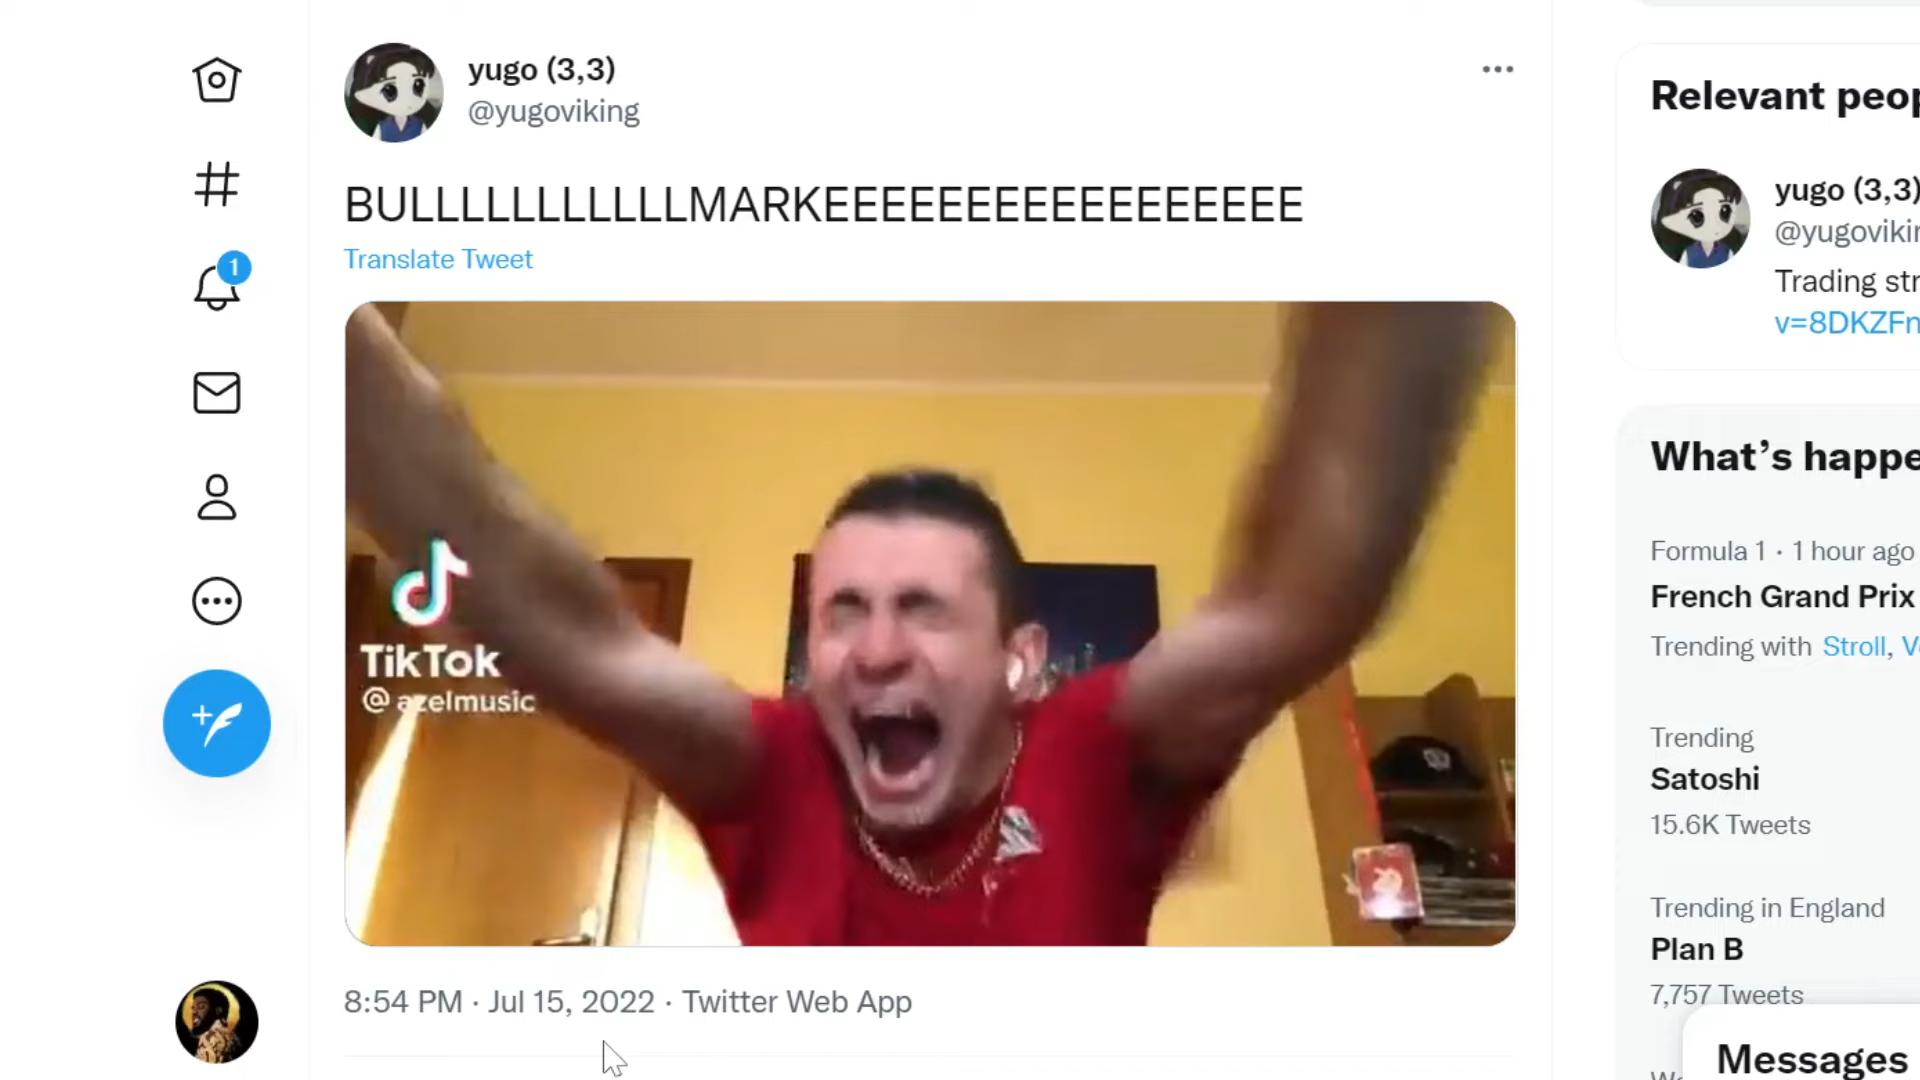 yugo (3,3)
@yugoviking
BULLLLLLLLLLLMARKEEEEEEEEEEEEEEEEE
Translate Tweet
TikTok
@azelmusic
8:54 PM · Jul 15, 2022 · Twitter Web App
1
Relevant peop
yugo (3,3)
@yugovikin
Trading str
v=8DKZFn
What's happe
Formula 1 · 1 hour ago
French Grand Prix
Trending with Stroll, V
Trending
Satoshi
15.6K Tweets
Trending in England
Plan B
7,757 Tweets
Messages